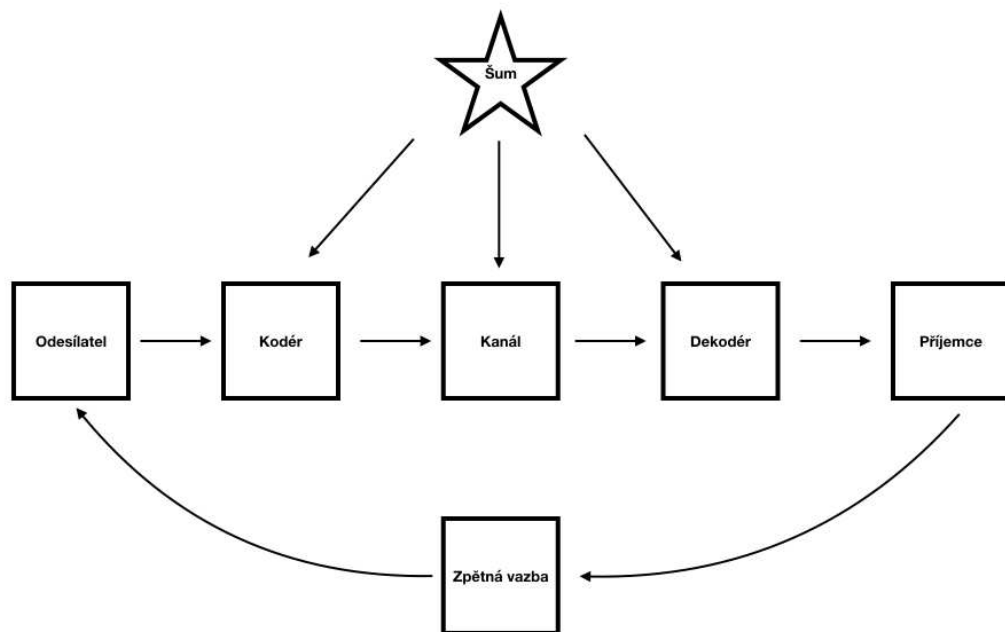 Šum
Odesílatel
Kodér
Kanál
Dekodér
Příjemce
Zpětná vazba